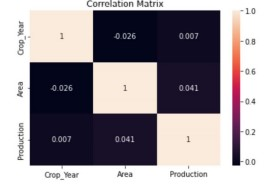 Correlation Matrix
1.0
Crop_Year
1
-0.026
0.007
0.8
0.6
Area
-0.026
1
0.041
0.4
0.2
Production
0.007
0.041
1
0.0
Crop_Year
Area
Production